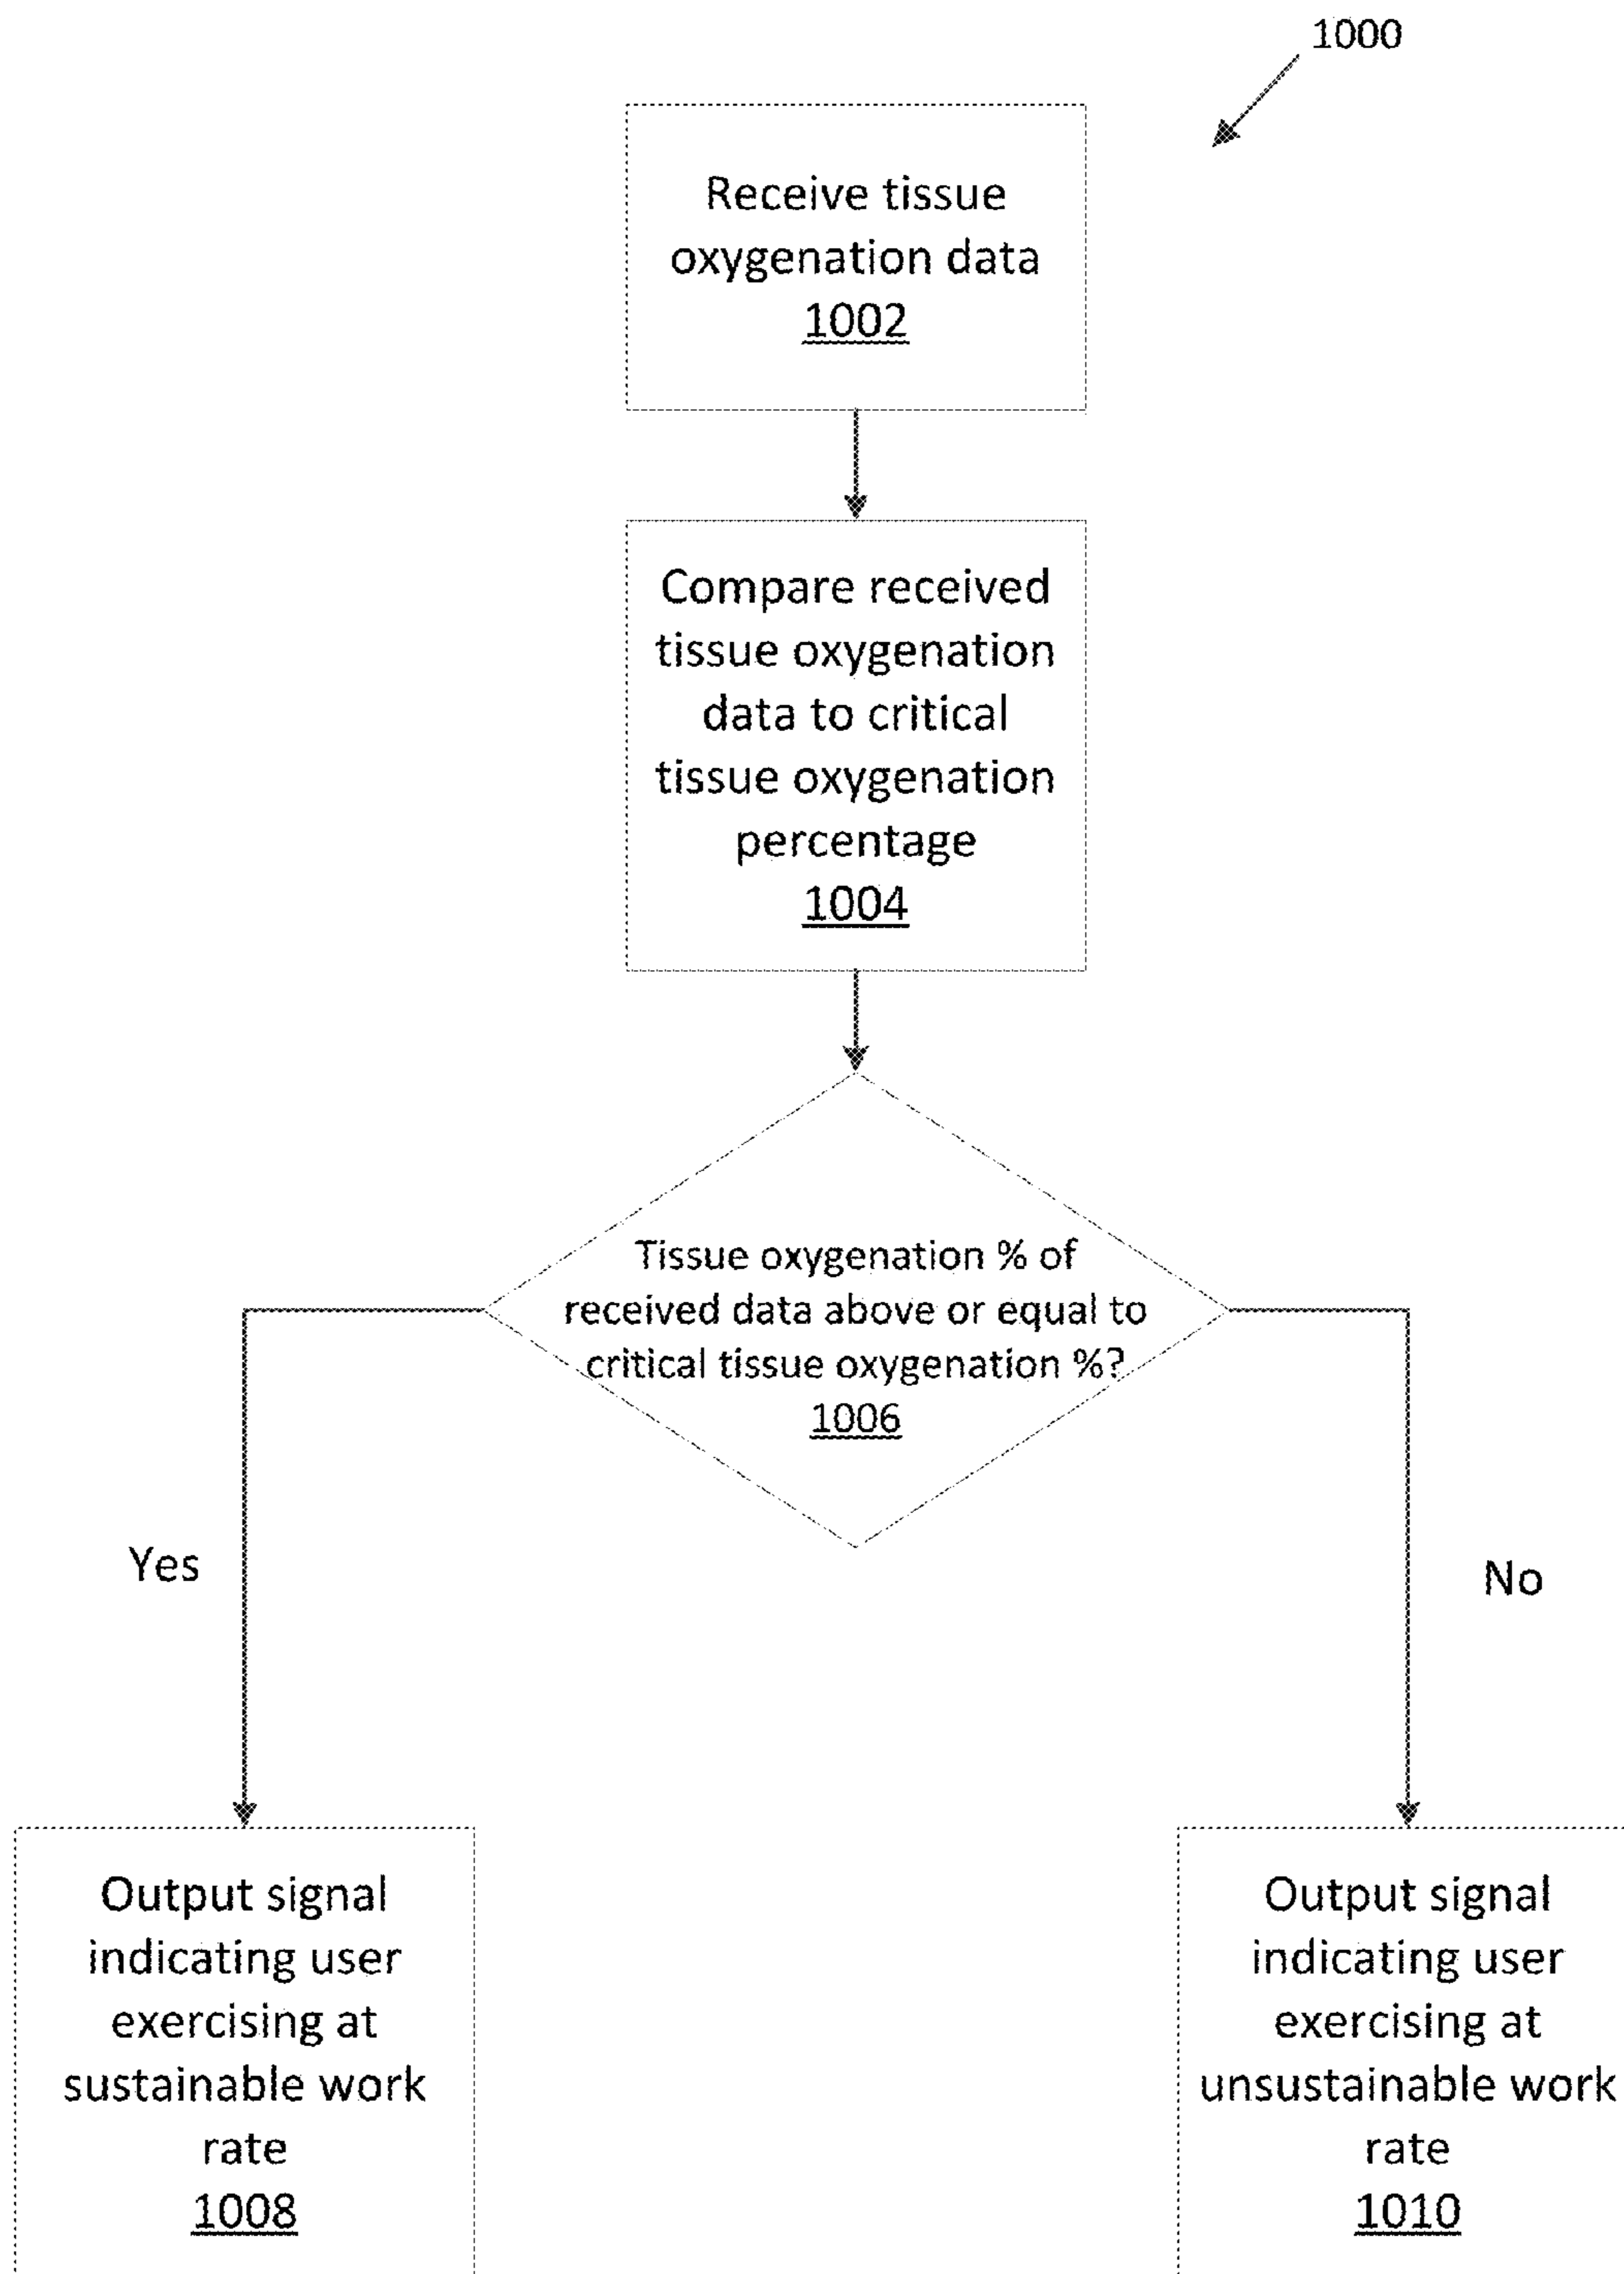 1000
Receive tissue
oxygenation data
1002
Compare received
tissue oxygenation
data to critical
tissue oxygenation
percentage
1004
Tissue oxygenation % of
received data above or equal to
critical tissue oxygenation %?
1006
Yes
No
Output signal
indicating user
exercising at
sustainable work
rate
1008
Output signal
indicating user
exercising at
unsustainable work
rate
1010